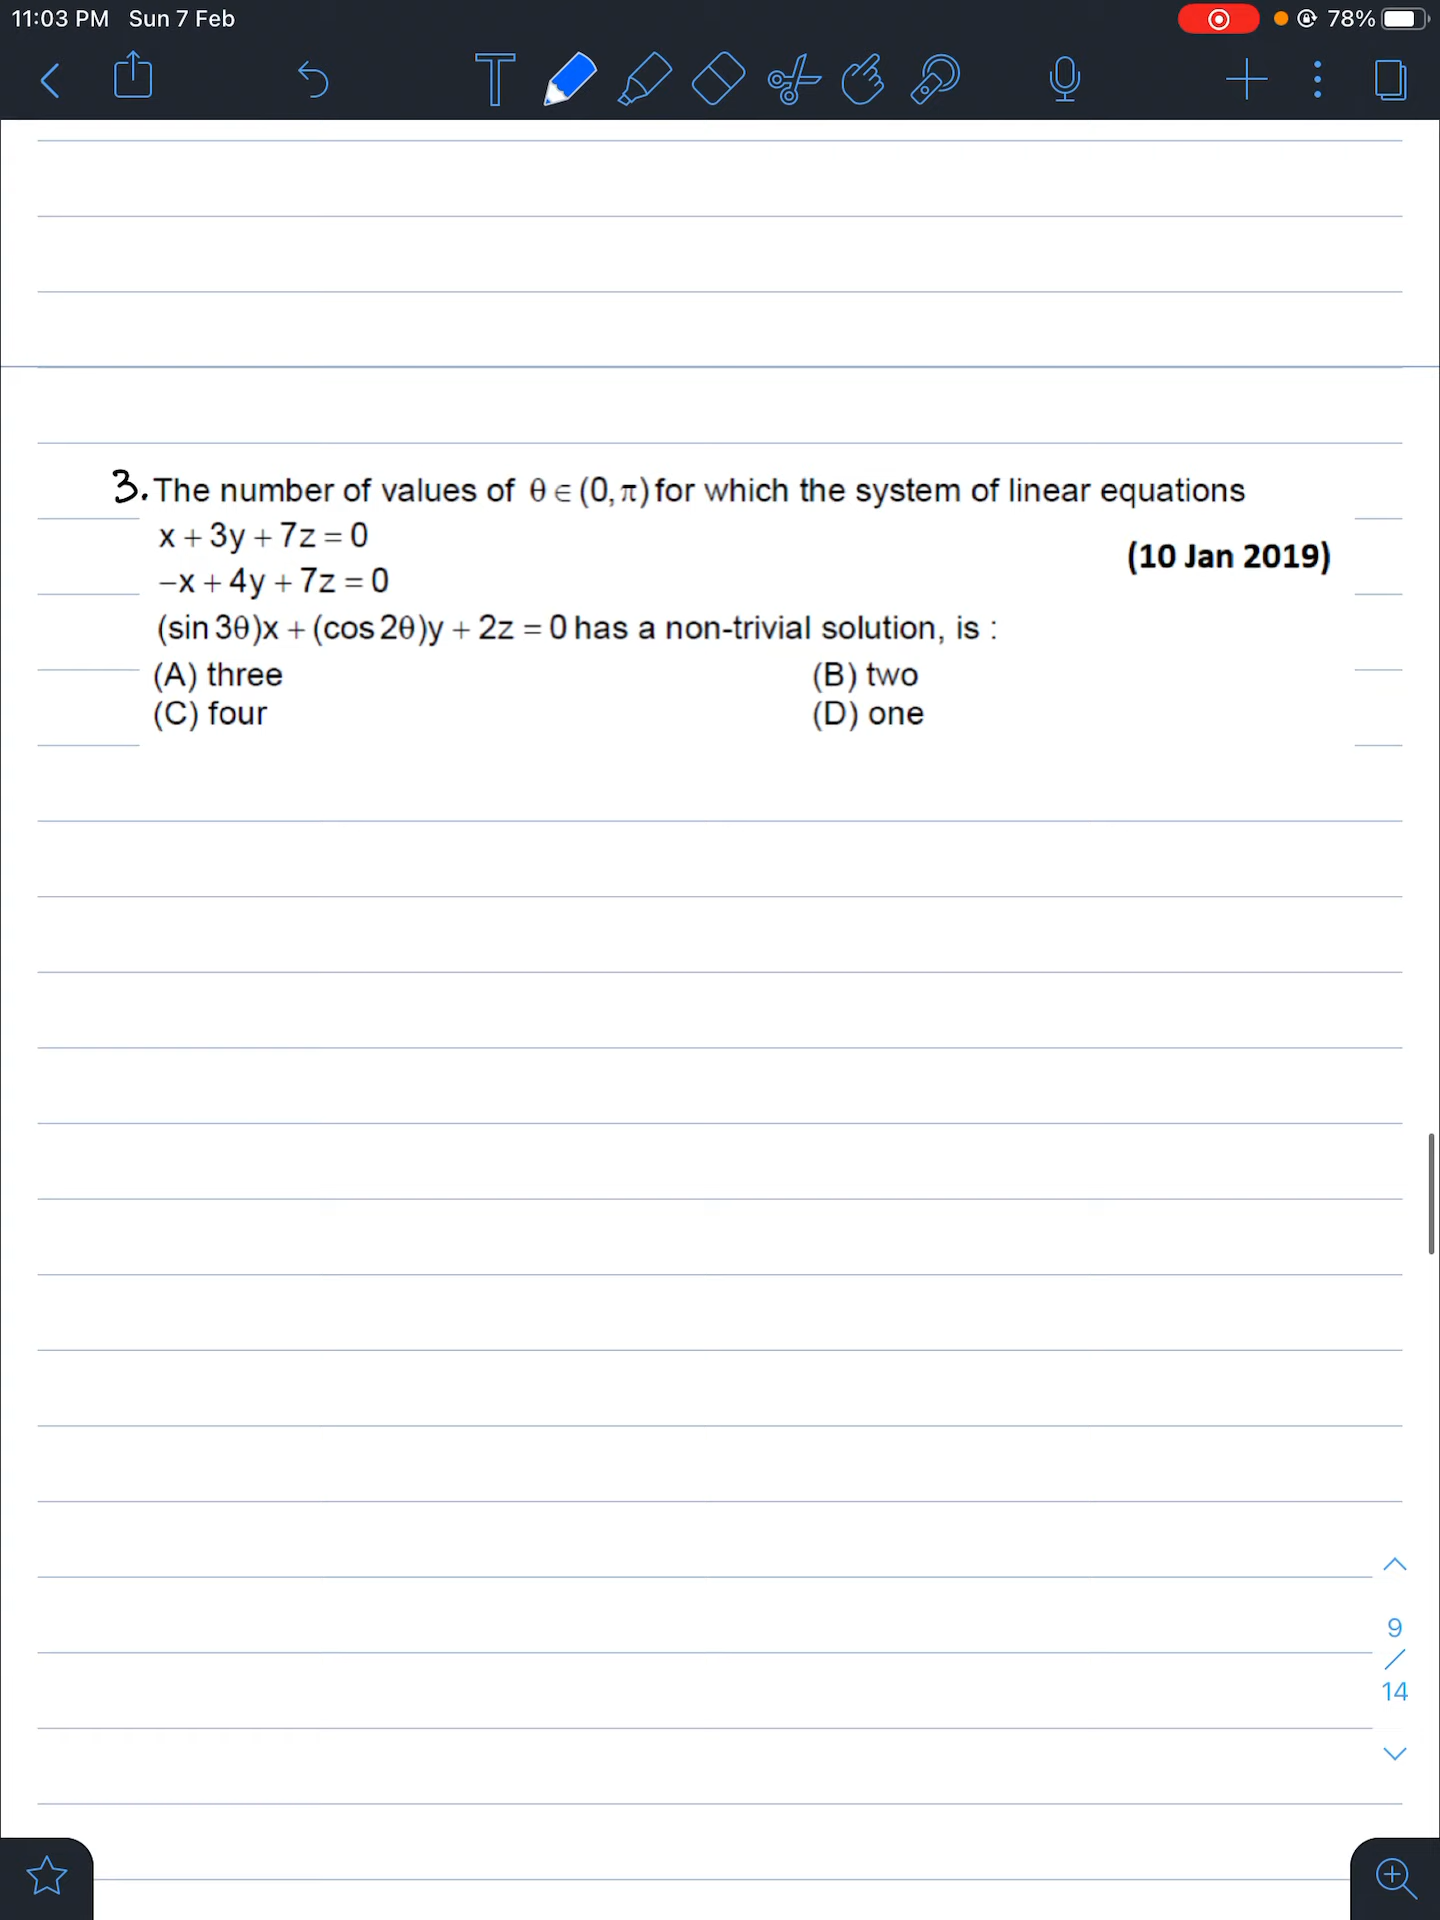 11:03 PM Sun 7 Feb
78%
3. The number of values of θ ∈ (0, π) for which the system of linear equations
x + 3y + 7z = 0
(10 Jan 2019)
−x + 4y + 7z = 0
(sin 3θ)x + (cos 2θ)y + 2z = 0 has a non-trivial solution, is :
(A) three (B) two
(C) four (D) one
9
/
14